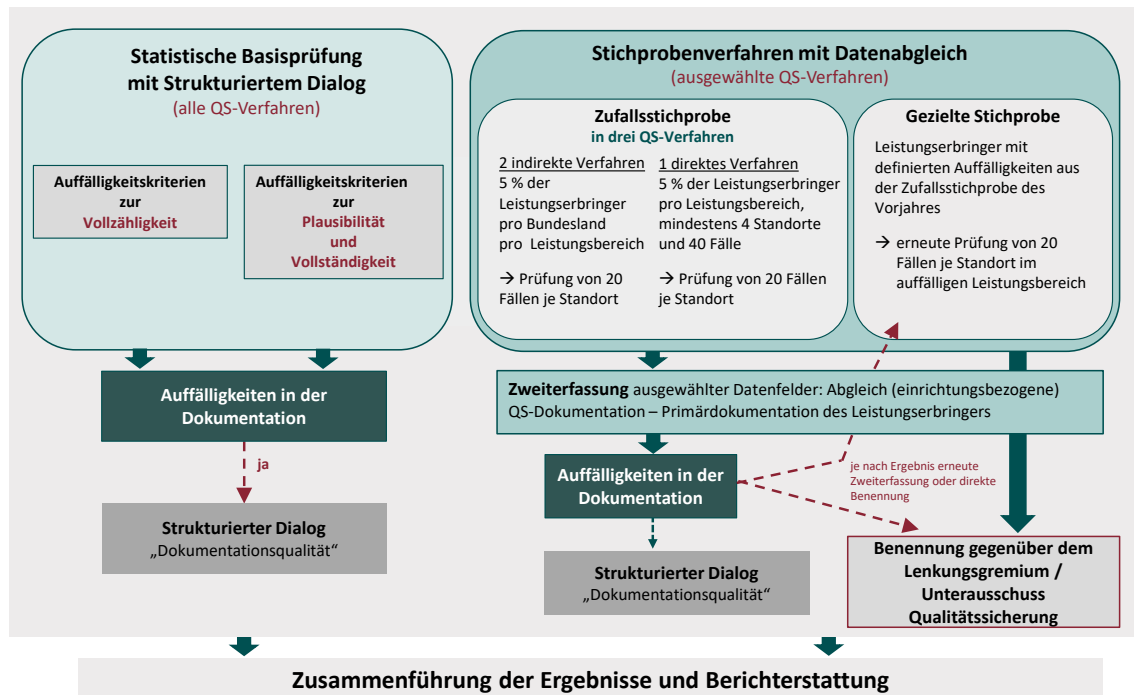 Statistische Basisprüfung
mit Strukturiertem Dialog
(alle QS-Verfahren)
Auffälligkeitskriterien
zur
Vollzähligkeit
Auffälligkeitskriterien
zur
Plausibilität
und
Vollständigkeit
Auffälligkeiten in der
Dokumentation
ja
Strukturierter Dialog
„Dokumentationsqualität“
Stichprobenverfahren mit Datenabgleich
(ausgewählte QS-Verfahren)
Zufallsstichprobe
in drei QS-Verfahren
2 indirekte Verfahren
5 % der
Leistungserbringer
pro Bundesland
pro Leistungsbereich
→ Prüfung von 20
Fällen je Standort
1 direktes Verfahren
5 % der Leistungserbringer
pro Leistungsbereich,
mindestens 4 Standorte
und 40 Fälle
→ Prüfung von 20 Fällen
je Standort
Gezielte Stichprobe
Leistungserbringer mit
definierten Auffälligkeiten aus
der Zufallsstichprobe des
Vorjahres
→ erneute Prüfung von 20
Fällen je Standort im
auffälligen Leistungsbereich
Zweiterfassung ausgewählter Datenfelder: Abgleich (einrichtungsbezogene)
QS-Dokumentation – Primärdokumentation des Leistungserbringers
Auffälligkeiten in der
Dokumentation
je nach Ergebnis erneute
Zweiterfassung oder direkte
Benennung
Strukturierter Dialog
„Dokumentationsqualität“
Benennung gegenüber dem
Lenkungsgremium /
Unterausschuss
Qualitätssicherung
Zusammenführung der Ergebnisse und Berichterstattung